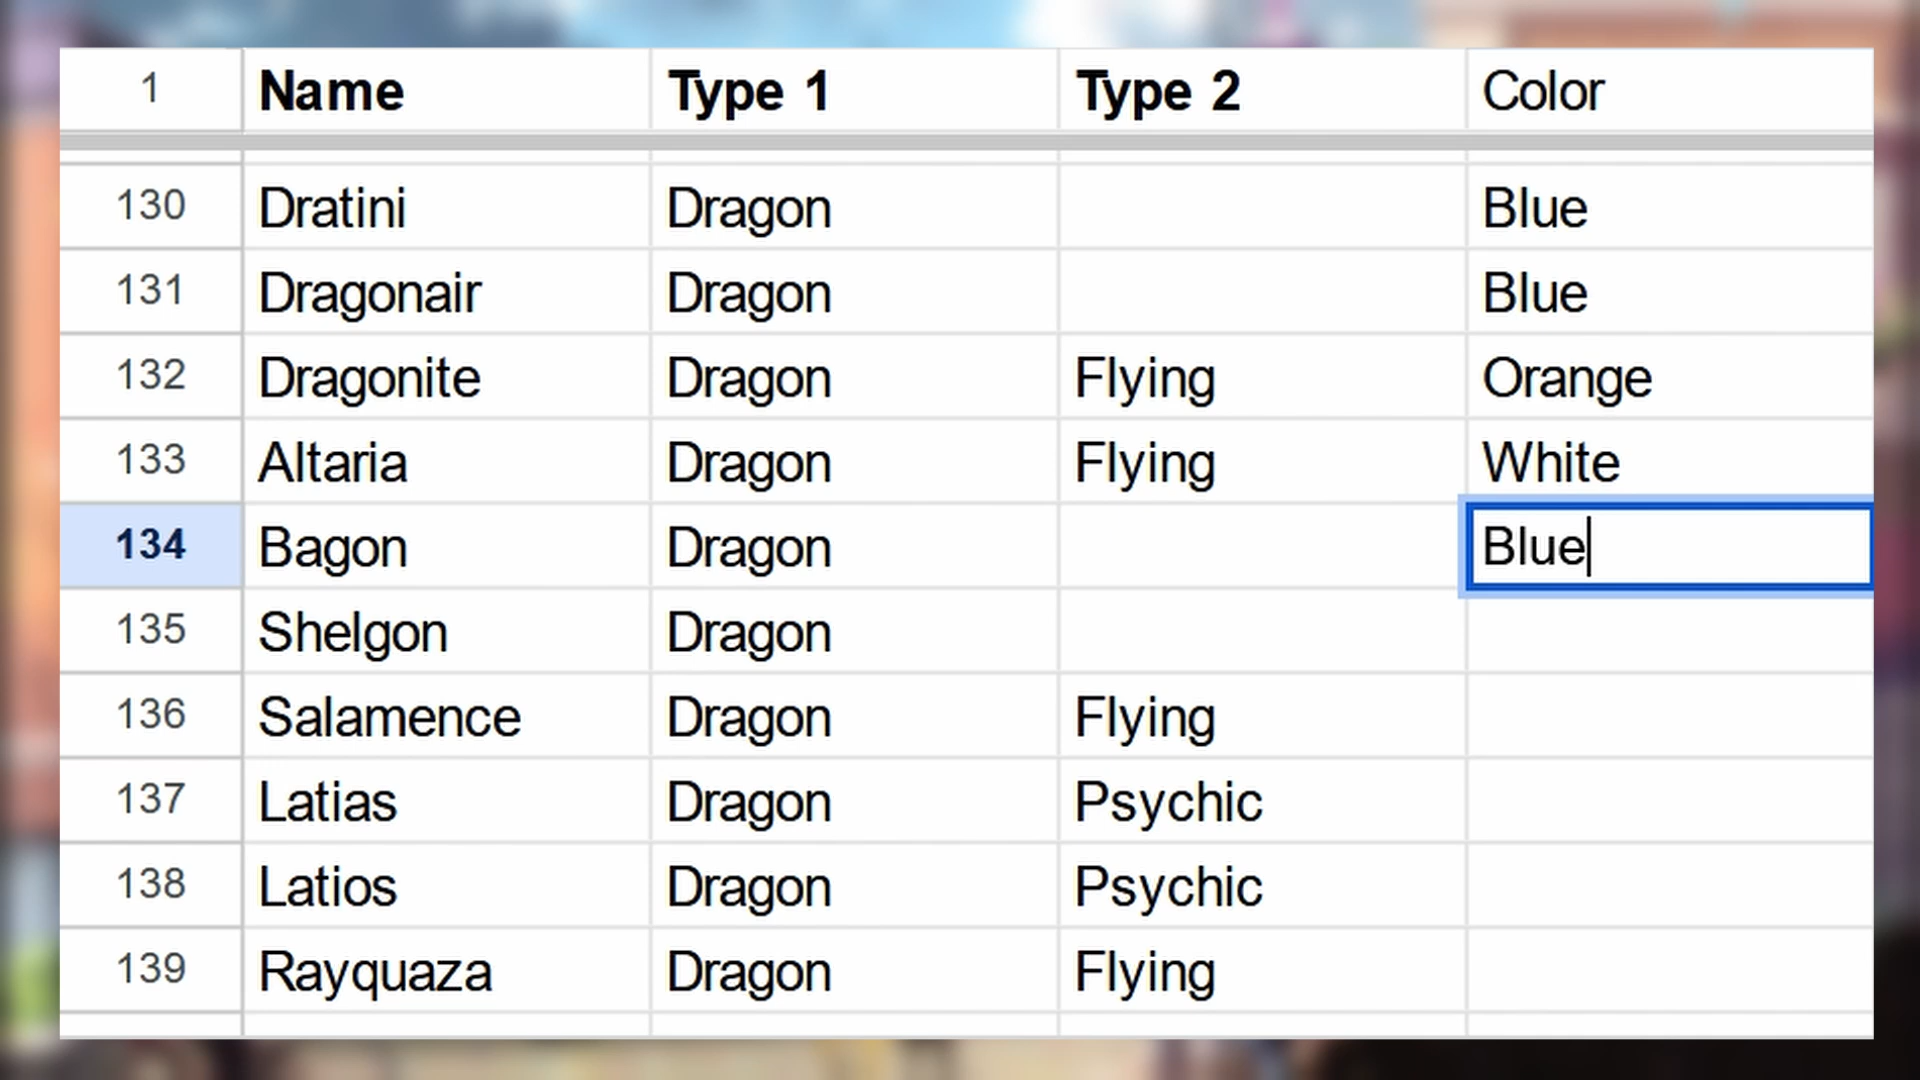 1 Name Type 1 Type 2 Color
130 Dratini Dragon Blue
131 Dragonair Dragon Blue
132 Dragonite Dragon Flying Orange
133 Altaria Dragon Flying White
134 Bagon Dragon Blue
135 Shelgon Dragon
136 Salamence Dragon Flying
137 Latias Dragon Psychic
138 Latios Dragon Psychic
139 Rayquaza Dragon Flying